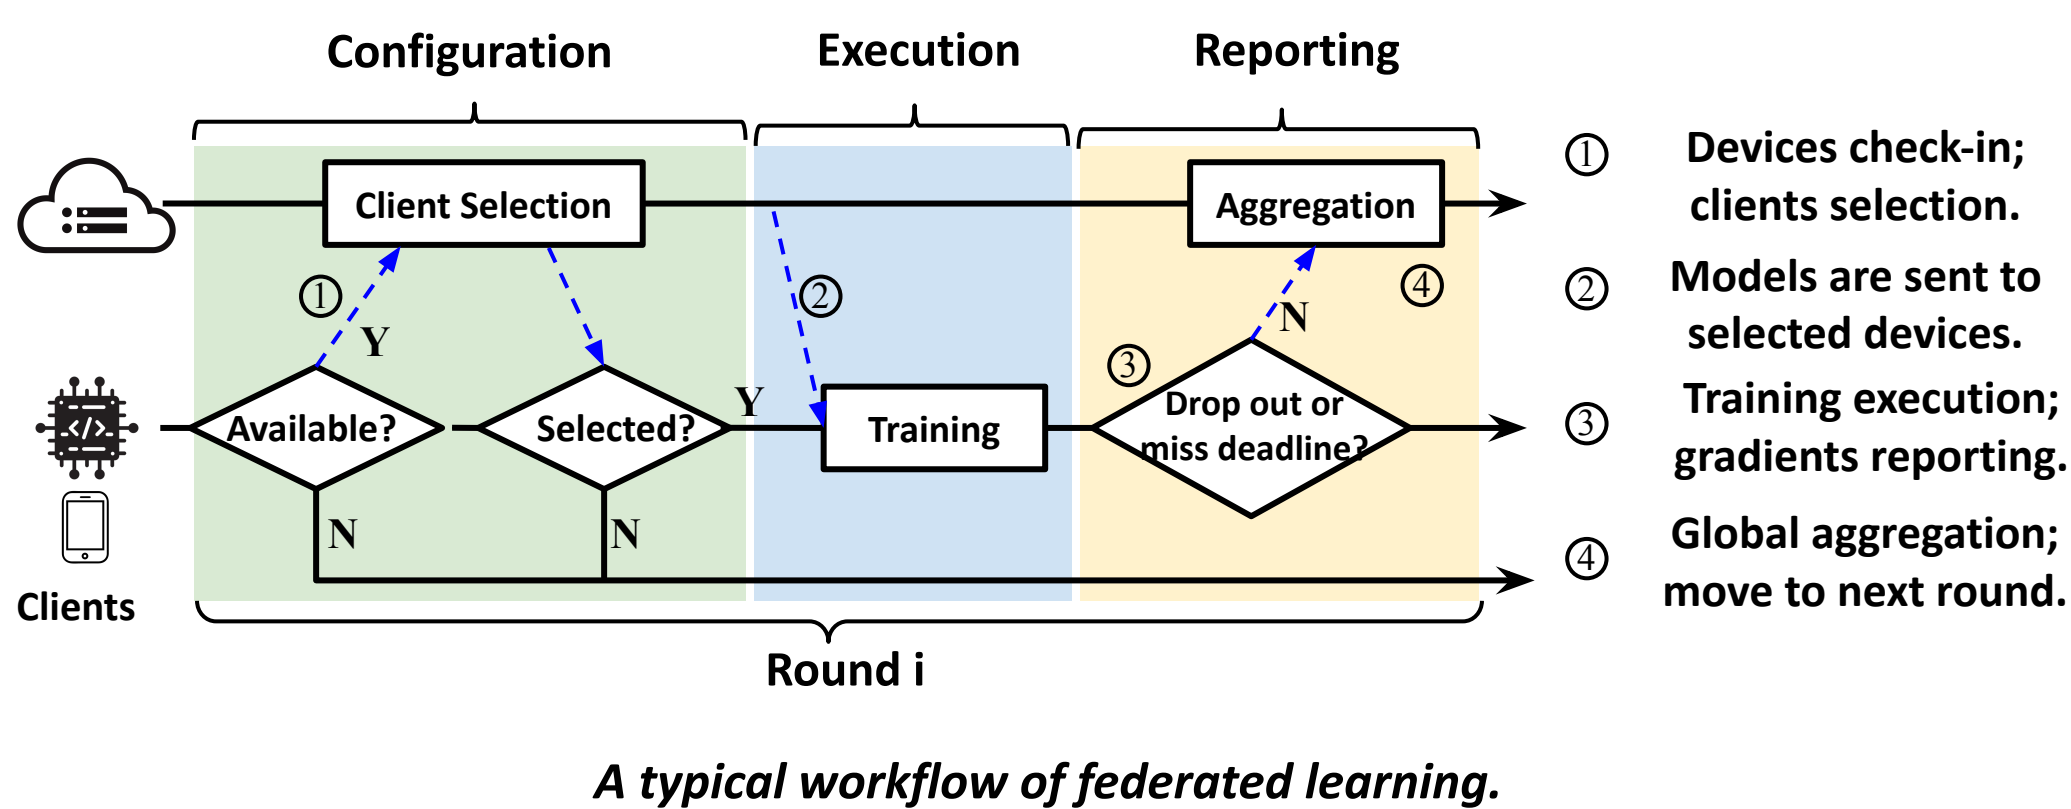 Configuration
Execution
Reporting
Client Selection
Aggregation
①
Y
②
④
N
③
Available?
Selected?
Y
Training
Drop out or
miss deadline?
N
N
</>
Clients
Round i
① Devices check-in;
clients selection.
② Models are sent to
selected devices.
③ Training execution;
gradients reporting.
④ Global aggregation;
move to next round.
A typical workflow of federated learning.